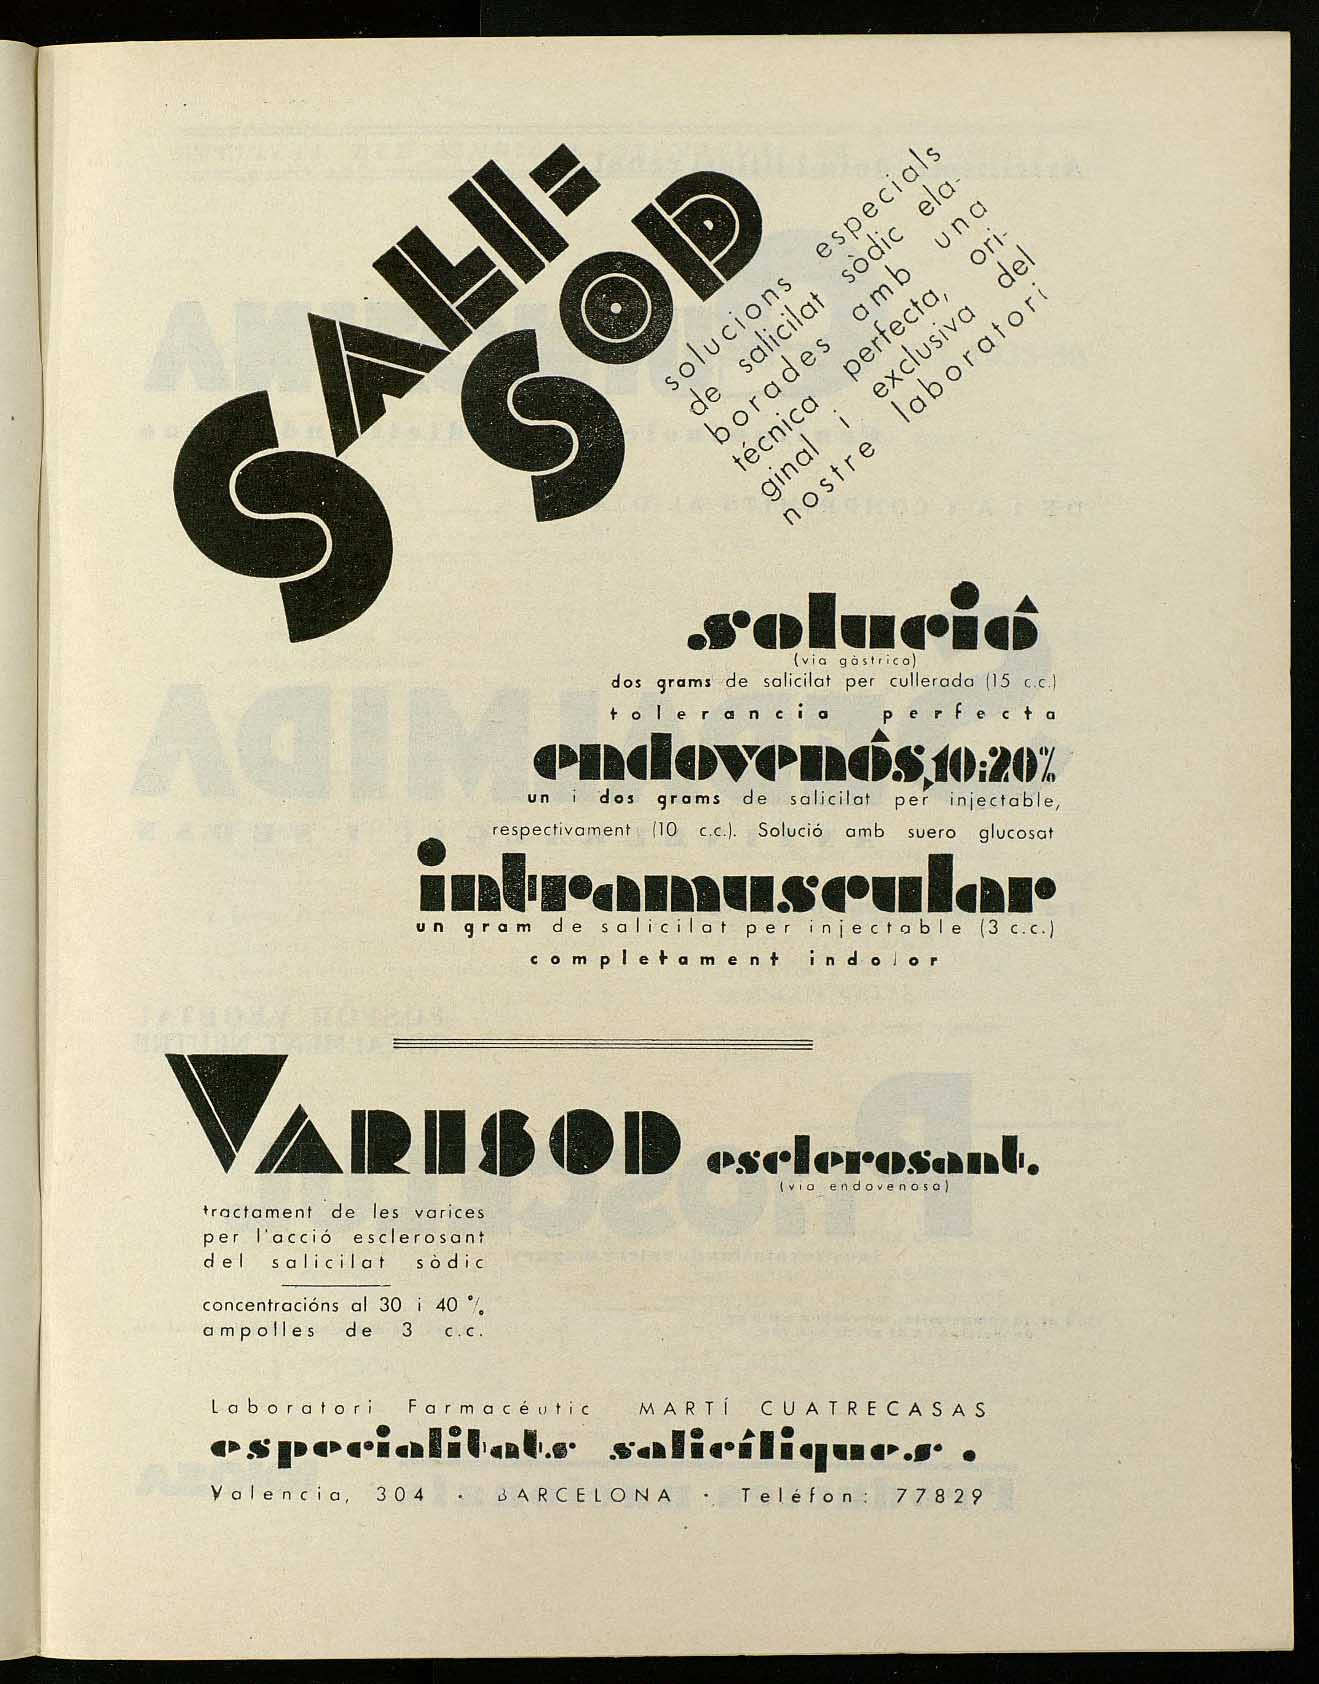 SALI=
SOD
solucions especials
de salicilat sòdic ela-
borades amb una
técnica perfecta, ori-
ginal i exclusiva del
nostre laboratori
solució
(via gàstrica)
dos grams de salicilat per cullerada (15 c.c.)
tolerancia perfecta
endovenós, 10:20%
un i dos grams de salicilat per injectable,
respectivament (10 c.c.). Solució amb suero glucosat
intramuscular
un gram de salicilat per injectable (3 c.c.)
completament indolor
VARISOD esclerosant.
(via endovenosa)
tractament de les varices
per l'acció esclerosant
del salicilat sòdic
concentracións al 30 i 40 %
ampolles de 3 c.c.
Laboratori Farmacéutic MARTÍ CUATRECASAS
especialitats salicíliques.
Valencia, 304 - BARCELONA - Teléfon: 77829